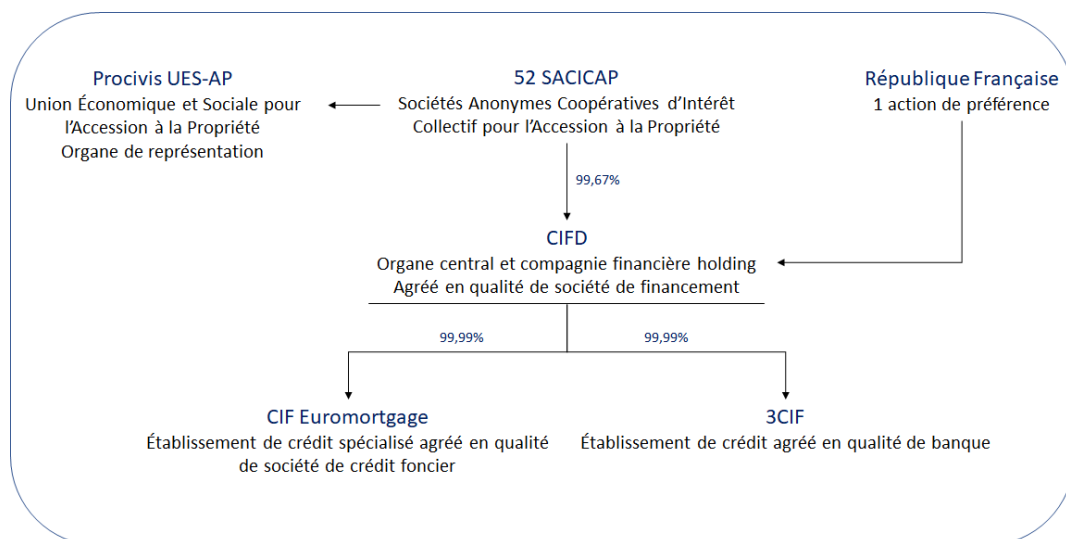 Procivis UES-AP
Union Économique et Sociale pour
l’Accession à la Propriété
Organe de représentation
52 SACICAP
Sociétés Anonymes Coopératives d’Intérêt
Collectif pour l’Accession à la Propriété
République Française
1 action de préférence
99,67%
CIFD
Organe central et compagnie financière holding
Agréé en qualité de société de financement
99,99%
99,99%
CIF Euromortgage
Établissement de crédit spécialisé agréé en qualité
de société de crédit foncier
3CIF
Établissement de crédit agréé en qualité de banque